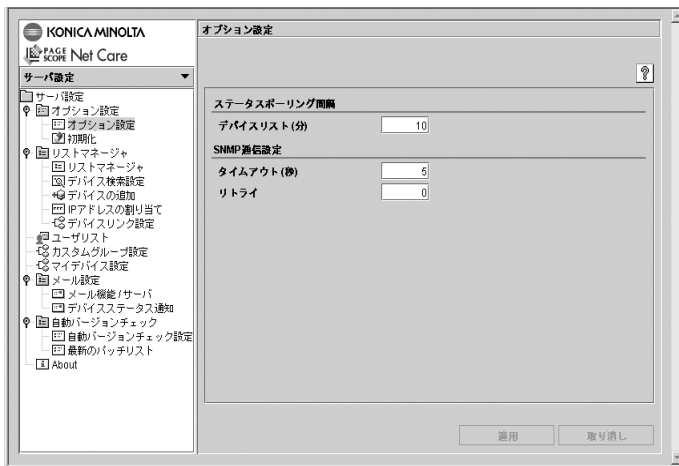 KONICA MINOLTA
PAGE SCOPE Net Care
サーバ設定
サーバ設定
オプション設定
オプション設定
初期化
リストマネージャ
リストマネージャ
デバイス検索設定
デバイスの追加
IPアドレスの割り当て
デバイスリンク設定
ユーザリスト
カスタムグループ設定
マイデバイス設定
メール設定
メール機能/サーバ
デバイスステータス通知
自動バージョンチェック
自動バージョンチェック設定
最新のパッチリスト
About
オプション設定
?
ステータスポーリング間隔
デバイスリスト(分) 10
SNMP通信設定
タイムアウト(秒) 5
リトライ 0
適用 取り消し